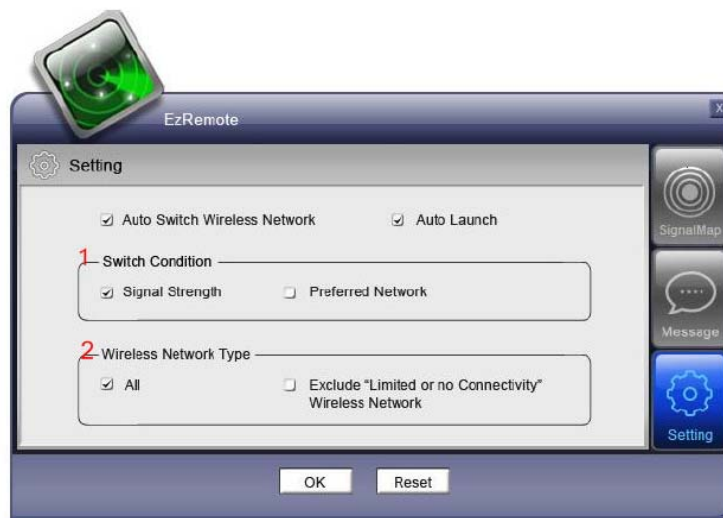 EzRemote
X
Setting
Auto Switch Wireless Network
Auto Launch
1
Switch Condition
Signal Strength
Preferred Network
2
Wireless Network Type
All
Exclude “Limited or no Connectivity”
Wireless Network
SignalMap
Message
Setting
OK
Reset